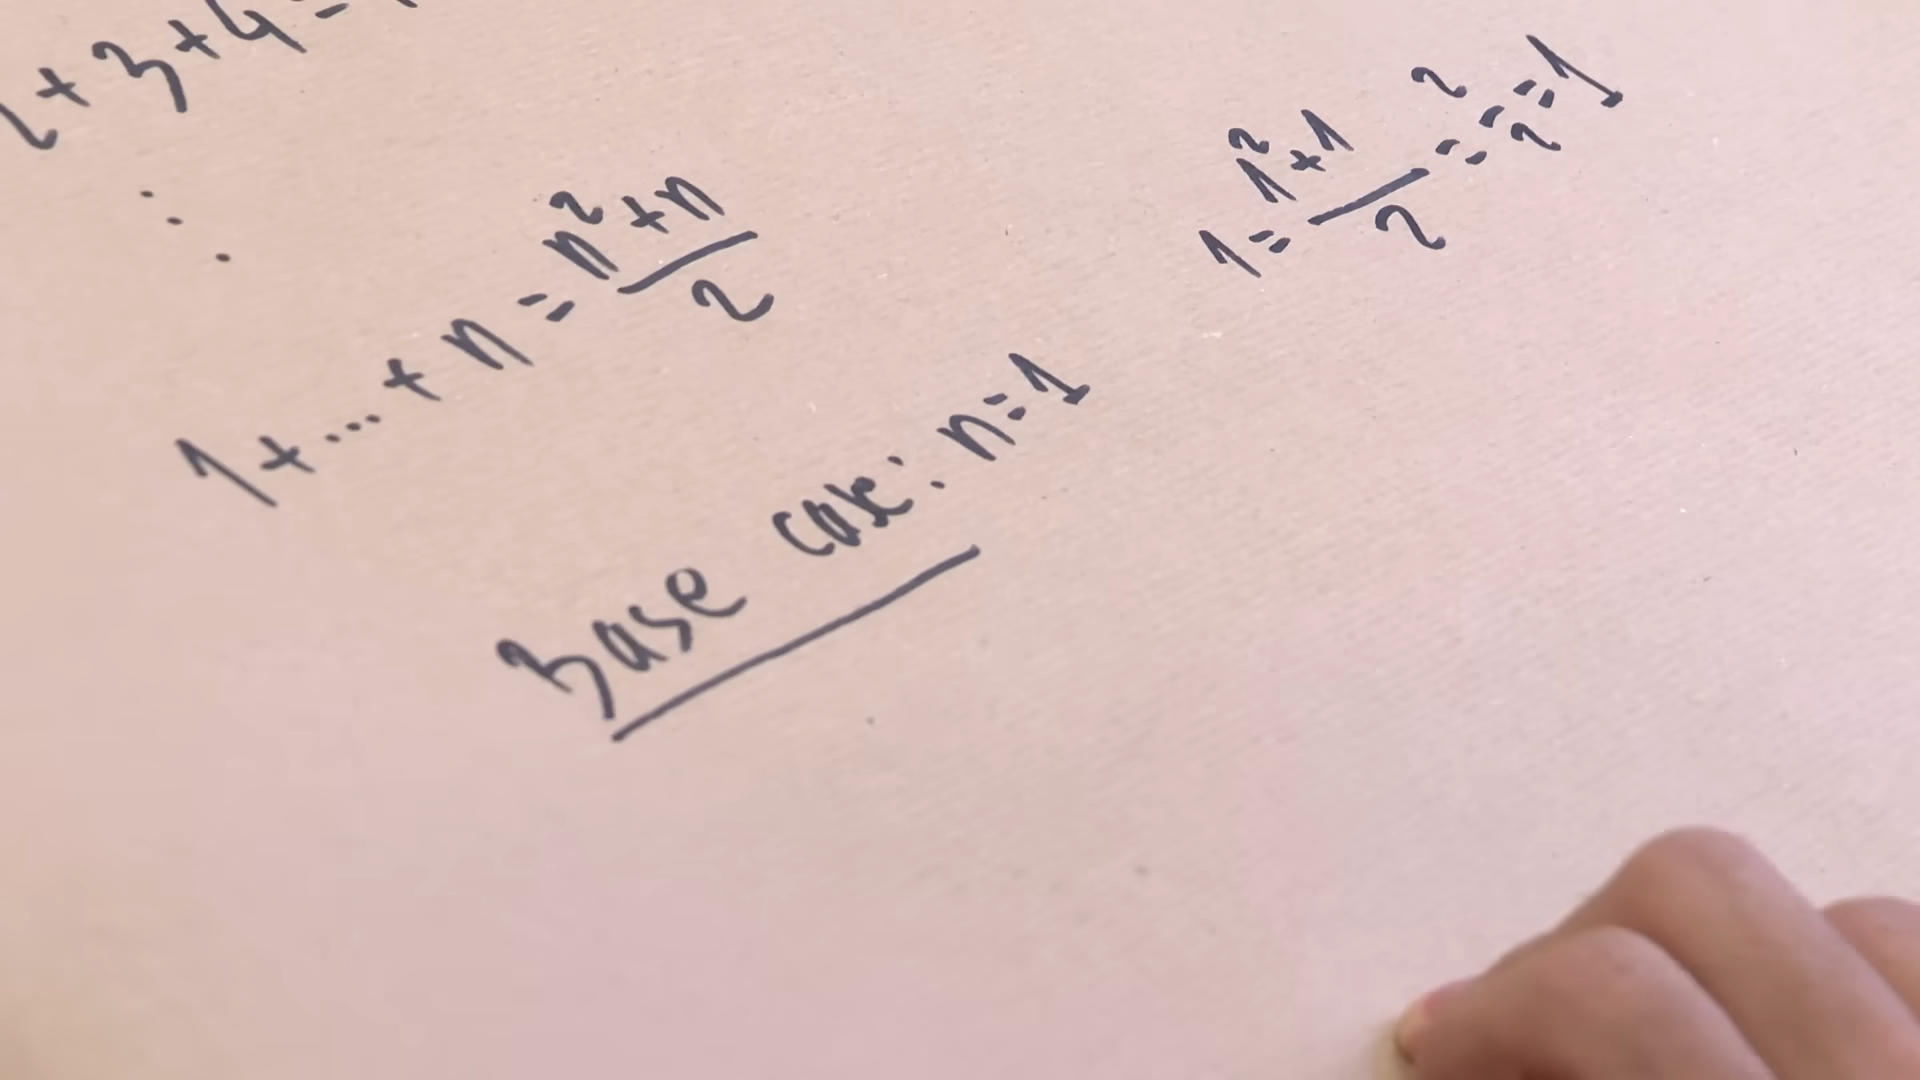 2+3+4=
⋮
1+...+n = n²+n/2
Base case: n=1
1 = 1²+1/2 = 2/2 = 1